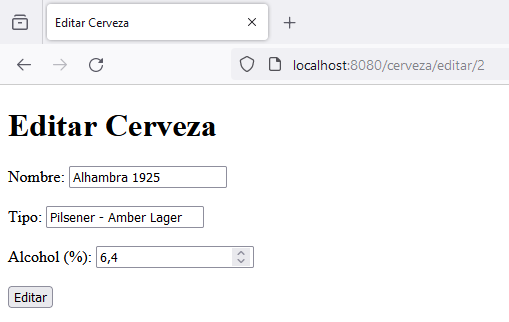 Editar Cerveza
localhost:8080/cerveza/editar/2
Editar Cerveza
Nombre: Alhambra 1925
Tipo: Pilsener - Amber Lager
Alcohol (%): 6,4
Editar